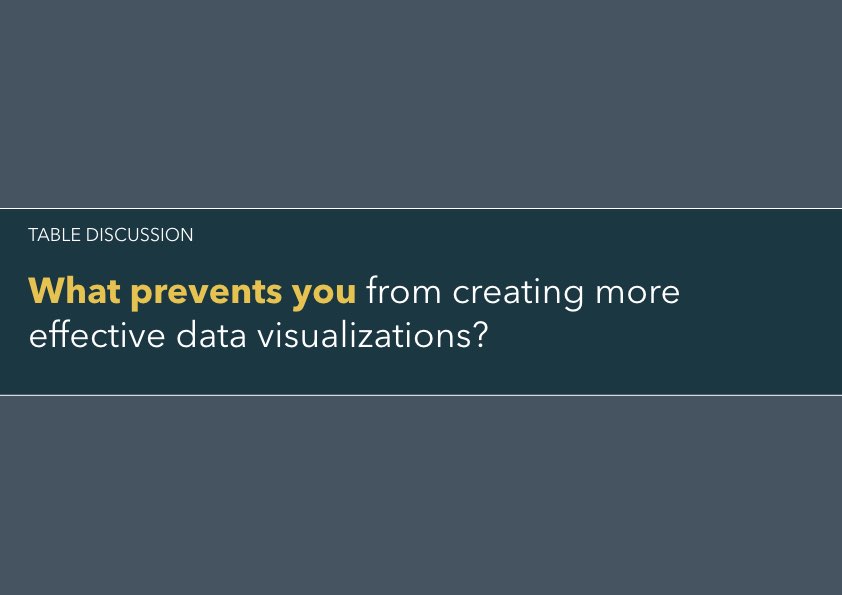 TABLE DISCUSSION
What prevents you from creating more
effective data visualizations?